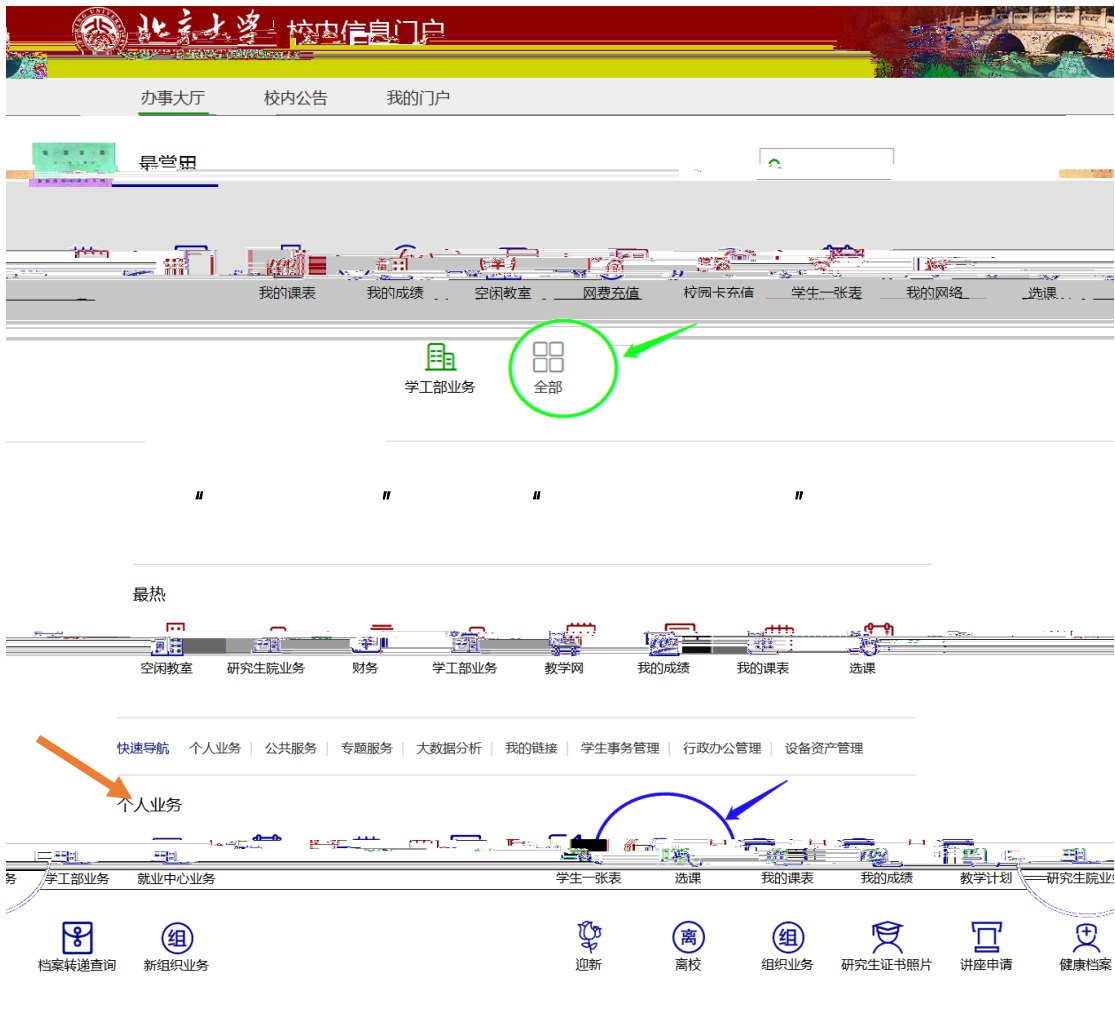 北京大学 校内信息门户
办事大厅 校内公告 我的门户
最常用
我的课表 我的成绩 空闲教室 网费充值 校园卡充值 学生一张表 我的网络 选课
学工部业务 全部
“ ” “ ”
最热
空闲教室 研究生院业务 财务 学工部业务 教学网 我的成绩 我的课表 选课
快速导航 个人业务 | 公共服务 | 专题服务 | 大数据分析 | 我的链接 | 学生事务管理 | 行政办公管理 | 设备资产管理
个人业务
务 学工部业务 就业中心业务 学生一张表 选课 我的课表 我的成绩 教学计划 研究生院业务
组 离 组
档案转递查询 新组织业务 迎新 离校 组织业务 研究生证书照片 讲座申请 健康档案